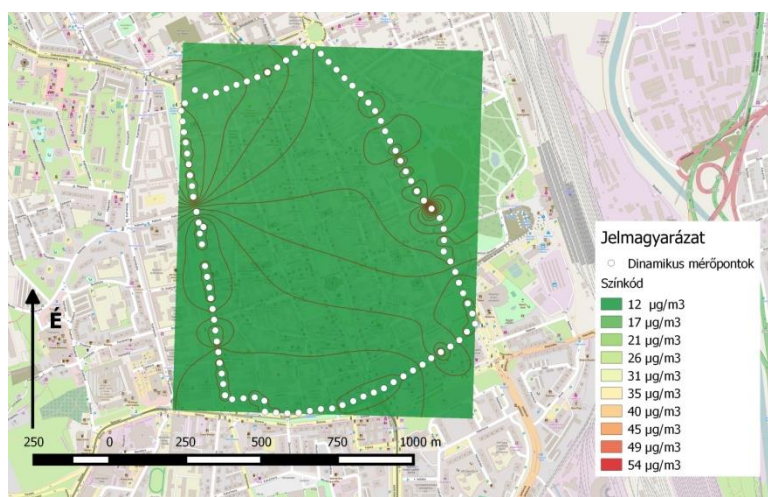 Jelmagyarázat
Dinamikus mérőpontok
Színkód
12 µg/m3
17 µg/m3
21 µg/m3
26 µg/m3
31 µg/m3
35 µg/m3
40 µg/m3
45 µg/m3
49 µg/m3
54 µg/m3
É
250 0 250 500 750 1000 m